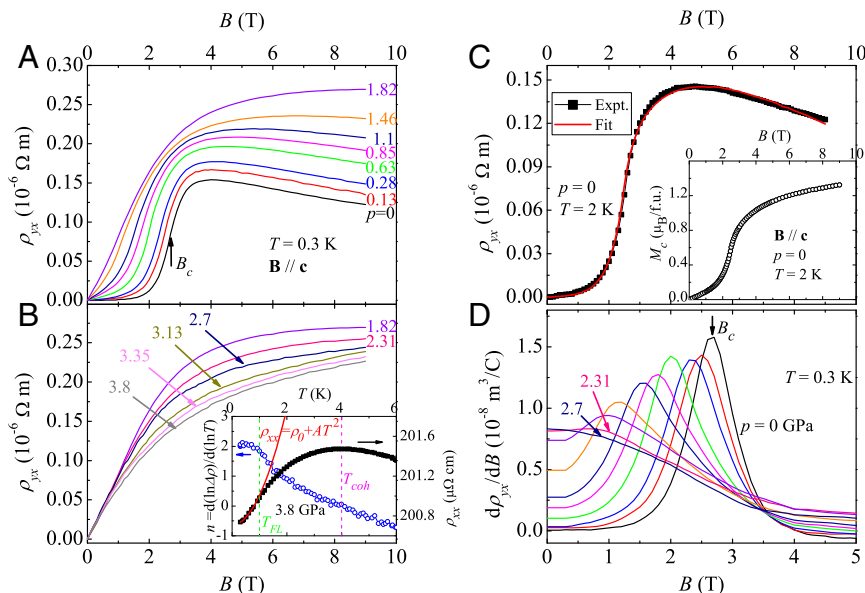 A
B (T)
0 2 4 6 8 10
ρyx (10⁻⁶ Ω m)
0.30
0.25
0.20
0.15
0.10
0.05
0.00
1.82
1.46
1.1
0.85
0.63
0.28
0.13
p=0
T = 0.3 K
B // c
Bc
B
ρyx (10⁻⁶ Ω m)
0.25
0.20
0.15
0.10
0.05
0.00
1.82
2.31
2.7
3.13
3.35
3.8
T (K)
0 2 4 6
n = d(lnΔρ)/d(lnT)
3
2
1
0
-1
ρxx=ρ0+AT²
Tcoh
3.8 GPa
TFL
201.6
201.2
200.8
ρxx (μΩ cm)
0 2 4 6 8 10
B (T)
C
B (T)
0 2 4 6 8 10
ρyx (10⁻⁶ Ω m)
0.15
0.12
0.09
0.06
0.03
0.00
Expt.
Fit
p = 0
T = 2 K
B (T)
0 2 4 6 8 10
Mc (μB/f.u.)
1.2
0.6
0.0
B // c
p = 0
T = 2 K
D
dρyx/dB (10⁻⁸ m³/C)
1.5
1.0
0.5
0.0
Bc
T = 0.3 K
2.31
2.7
p = 0 GPa
0 1 2 3 4 5
B (T)